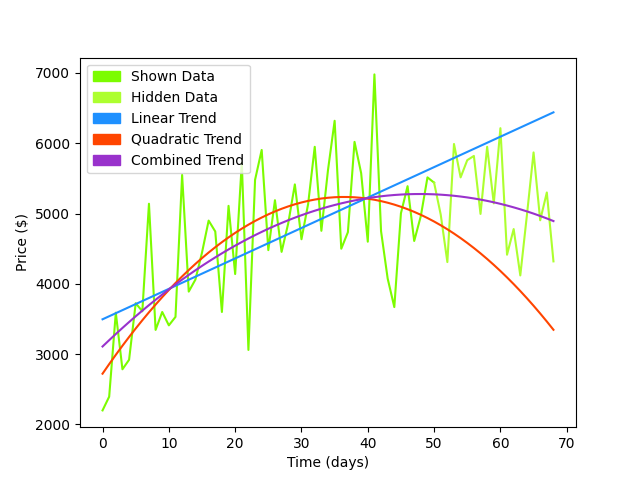 7000
6000
5000
4000
3000
2000
Price ($)
Shown Data
Hidden Data
Linear Trend
Quadratic Trend
Combined Trend
0 10 20 30 40 50 60 70
Time (days)